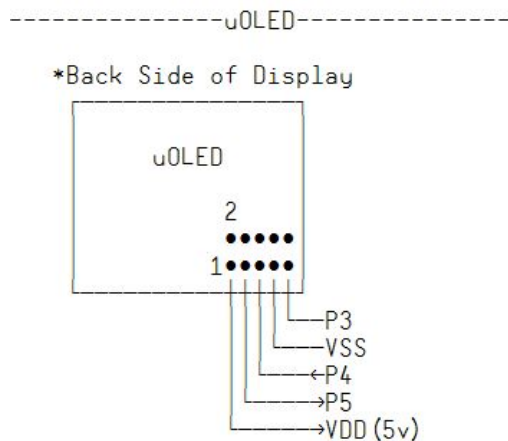 ---------------uOLED---------------
*Back Side of Display
uOLED
2
1
P3
VSS
P4
P5
VDD(5v)